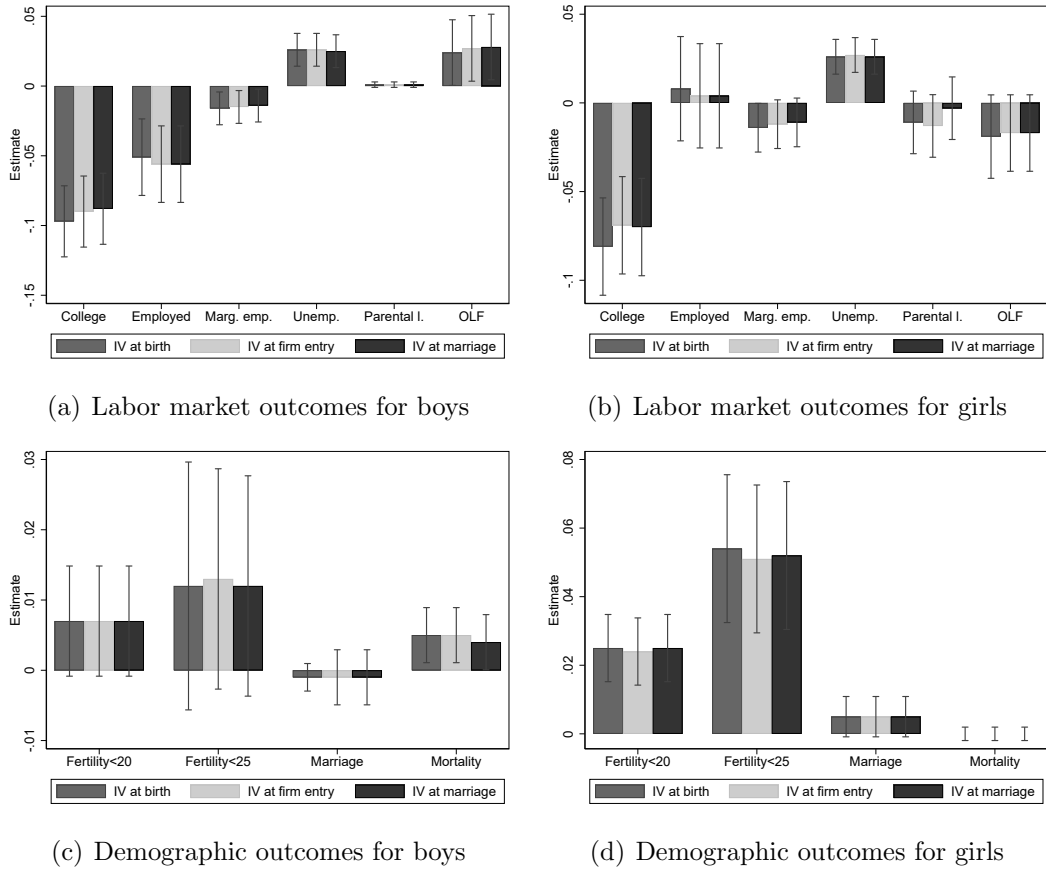 .05
0
-.05
-.1
-.15
Estimate
College Employed Marg. emp. Unemp. Parental l. OLF
IV at birth IV at firm entry IV at marriage
(a) Labor market outcomes for boys
.05
0
-.05
-.1
Estimate
College Employed Marg. emp. Unemp. Parental l. OLF
IV at birth IV at firm entry IV at marriage
(b) Labor market outcomes for girls
.03
.02
.01
0
-.01
Estimate
Fertility<20 Fertility<25 Marriage Mortality
IV at birth IV at firm entry IV at marriage
(c) Demographic outcomes for boys
.08
.06
.04
.02
0
Estimate
Fertility<20 Fertility<25 Marriage Mortality
IV at birth IV at firm entry IV at marriage
(d) Demographic outcomes for girls